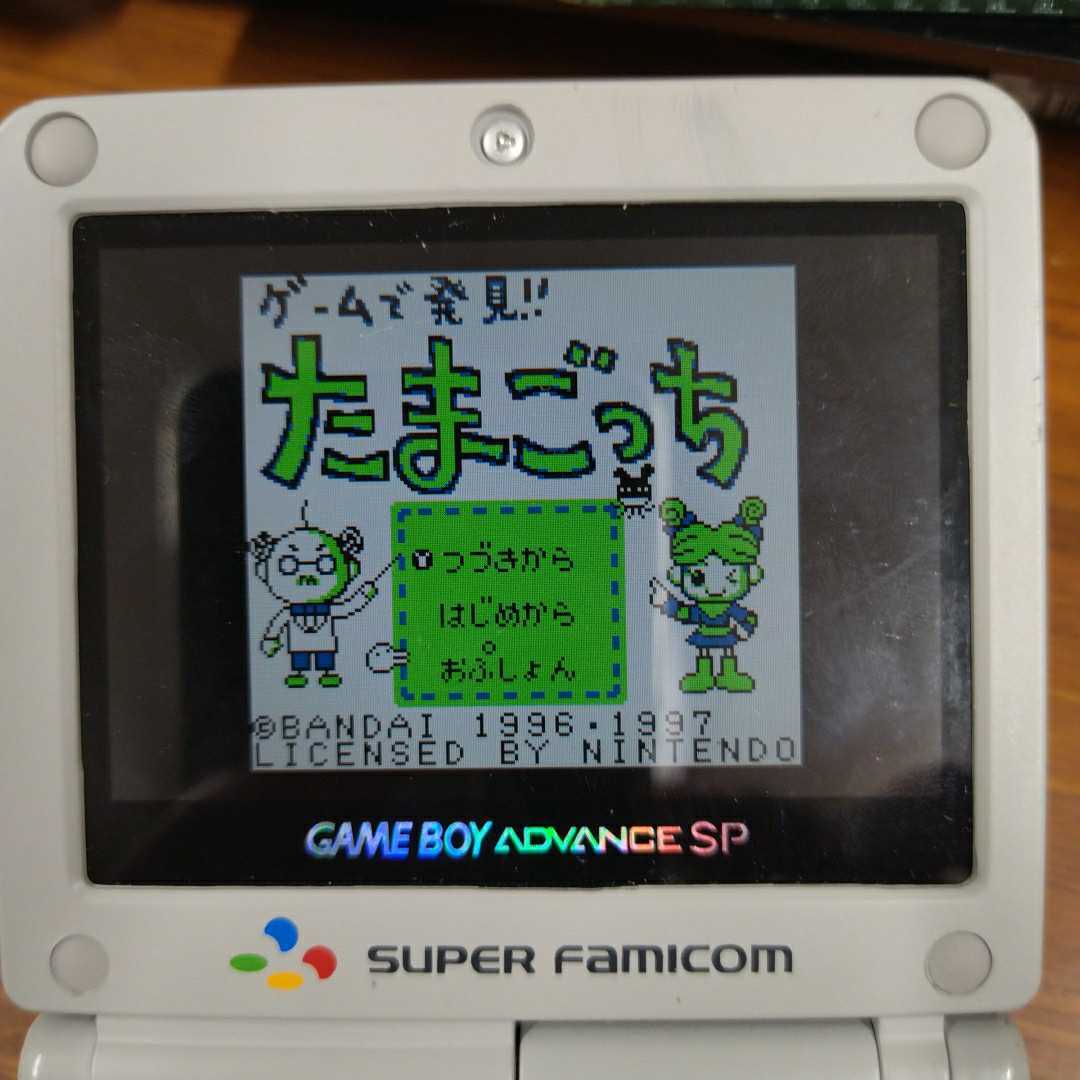 ゲームで発見!!
たまごっち
つづきから
はじめから
おぷしょん
©BANDAI 1996・1997
LICENSED BY NINTENDO
GAME BOY ADVANCE SP
SUPER FAMICOM